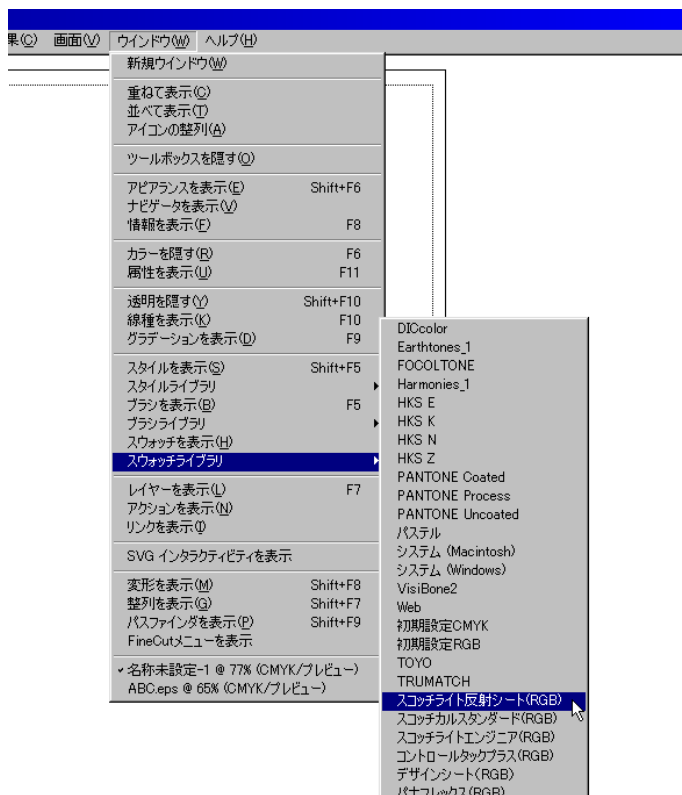 果(C) 画面(V) ウインドウ(W) ヘルプ(H)
新規ウインドウ(W)
重ねて表示(C)
並べて表示(T)
アイコンの整列(A)
ツールボックスを隠す(O)
アピアランスを表示(E) Shift+F6
ナビゲータを表示(V)
情報を表示(F) F8
カラーを隠す(R) F6
属性を表示(U) F11
透明を隠す(Y) Shift+F10
線種を表示(K) F10
グラデーションを表示(D) F9
スタイルを表示(S) Shift+F5
スタイルライブラリ
ブラシを表示(B) F5
ブラシライブラリ
スウォッチを表示(H)
スウォッチライブラリ
レイヤーを表示(L) F7
アクションを表示(N)
リンクを表示(I)
SVG インタラクティビティを表示
変形を表示(M) Shift+F8
整列を表示(G) Shift+F7
パスファインダを表示(P) Shift+F9
FineCutメニューを表示
✓名称未設定-1 @ 77% (CMYK/プレビュー)
ABC.eps @ 65% (CMYK/プレビュー)
DICcolor
Earthtones_1
FOCOLTONE
Harmonies_1
HKS E
HKS K
HKS N
HKS Z
PANTONE Coated
PANTONE Process
PANTONE Uncoated
パステル
システム (Macintosh)
システム (Windows)
VisiBone2
Web
初期設定CMYK
初期設定RGB
TOYO
TRUMATCH
スコッチライト反射シート(RGB)
スコッチカルスタンダード(RGB)
スコッチライトエンジニア(RGB)
コントロールタックプラス(RGB)
デザインシート(RGB)
パナフレックス(RGB)